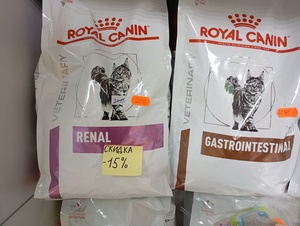 ROYAL CANIN
VETERINARY
RENAL
СКИДКА
-15%
ROYAL CANIN
VETERINARY
GASTROINTESTINAL